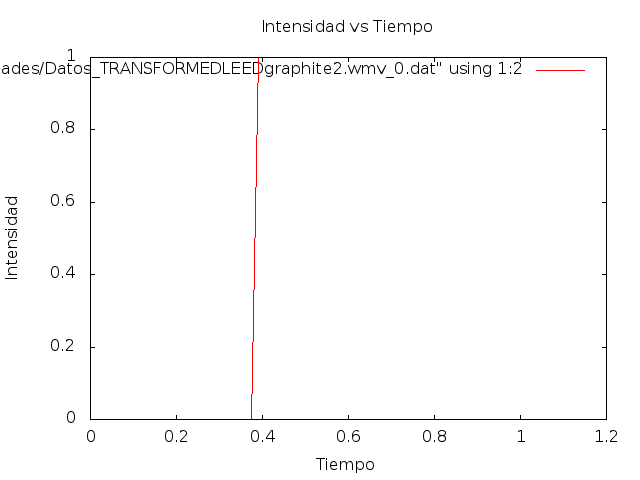 Intensidad vs Tiempo
ades/Datos_TRANSFORMEDLEEDgraphite2.wmv_0.dat" using 1:2
1
0.8
0.6
0.4
0.2
0
Intensidad
0 0.2 0.4 0.6 0.8 1 1.2
Tiempo